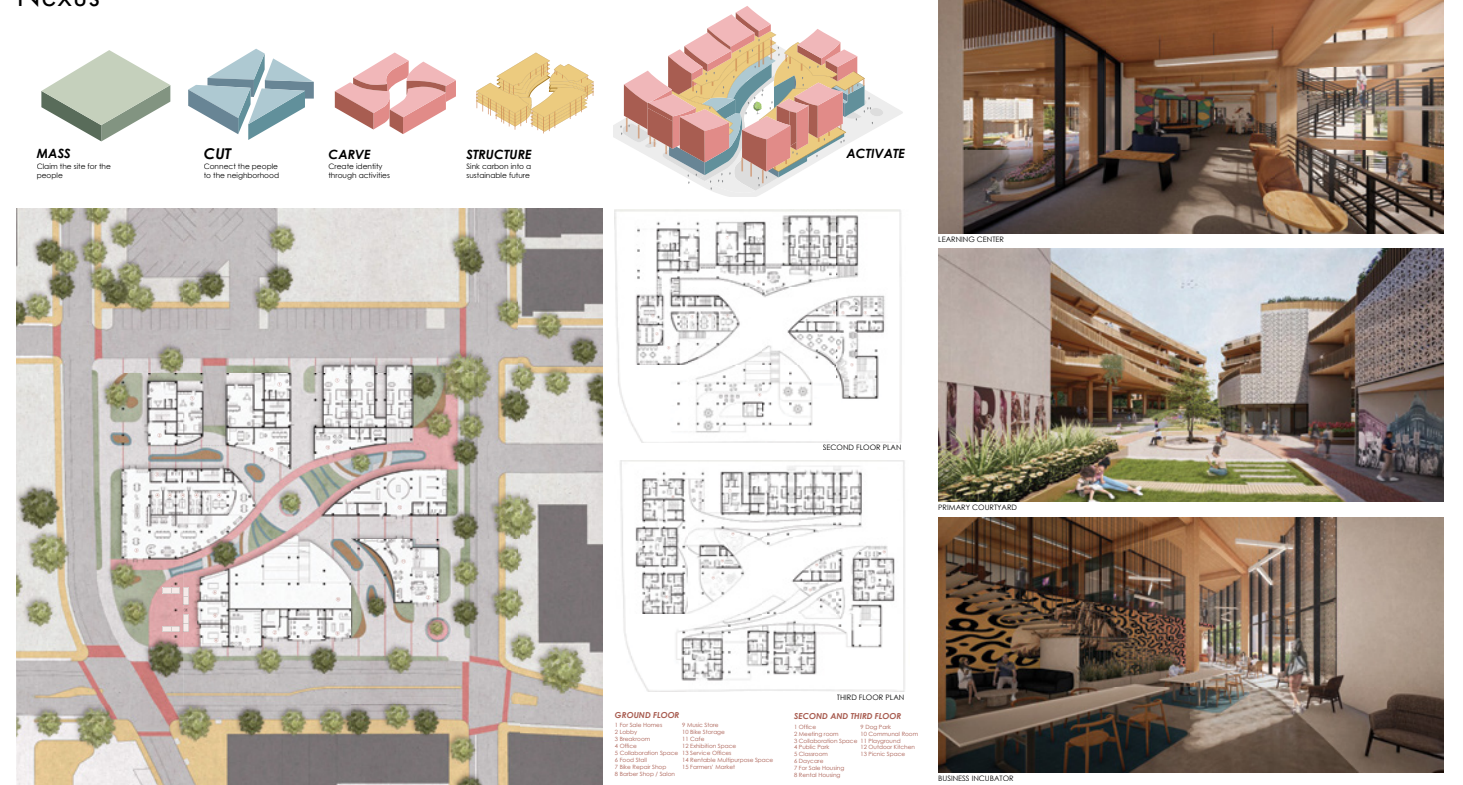 Nexus
MASS
Claim the site for the
people
CUT
Connect the people
to the neighborhood
CARVE
Create identity
through activities
STRUCTURE
Sink carbon into a
sustainable future
ACTIVATE
LEARNING CENTER
SECOND FLOOR PLAN
PRIMARY COURTYARD
THIRD FLOOR PLAN
GROUND FLOOR
1 For Sale Homes
2 Lobby
3 Breakroom
4 Office
5 Collaboration Space
6 Food Stall
7 Bike Repair Shop
8 Barber Shop / Salon
9 Music Store
10 Bike Storage
11 Cafe
12 Exhibition Space
13 Service Offices
14 Rentable Multipurpose Space
15 Farmers' Market
SECOND AND THIRD FLOOR
1 Office
2 Meeting room
3 Collaboration Space
4 Public Park
5 Classroom
6 Daycare
7 For Sale Housing
8 Rental Housing
9 Dog Park
10 Communal Room
11 Playground
12 Outdoor Kitchen
13 Picnic Space
BUSINESS INCUBATOR